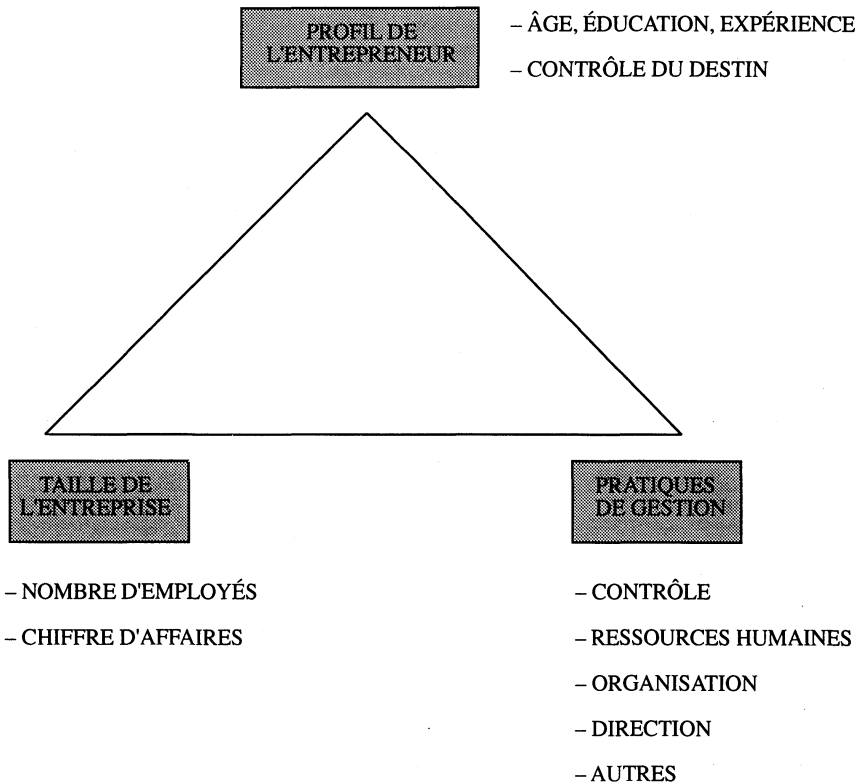 PROFIL DE
L'ENTREPRENEUR
– ÂGE, ÉDUCATION, EXPÉRIENCE
– CONTRÔLE DU DESTIN
TAILLE DE
L'ENTREPRISE
– NOMBRE D'EMPLOYÉS
– CHIFFRE D'AFFAIRES
PRATIQUES
DE GESTION
– CONTRÔLE
– RESSOURCES HUMAINES
– ORGANISATION
– DIRECTION
– AUTRES